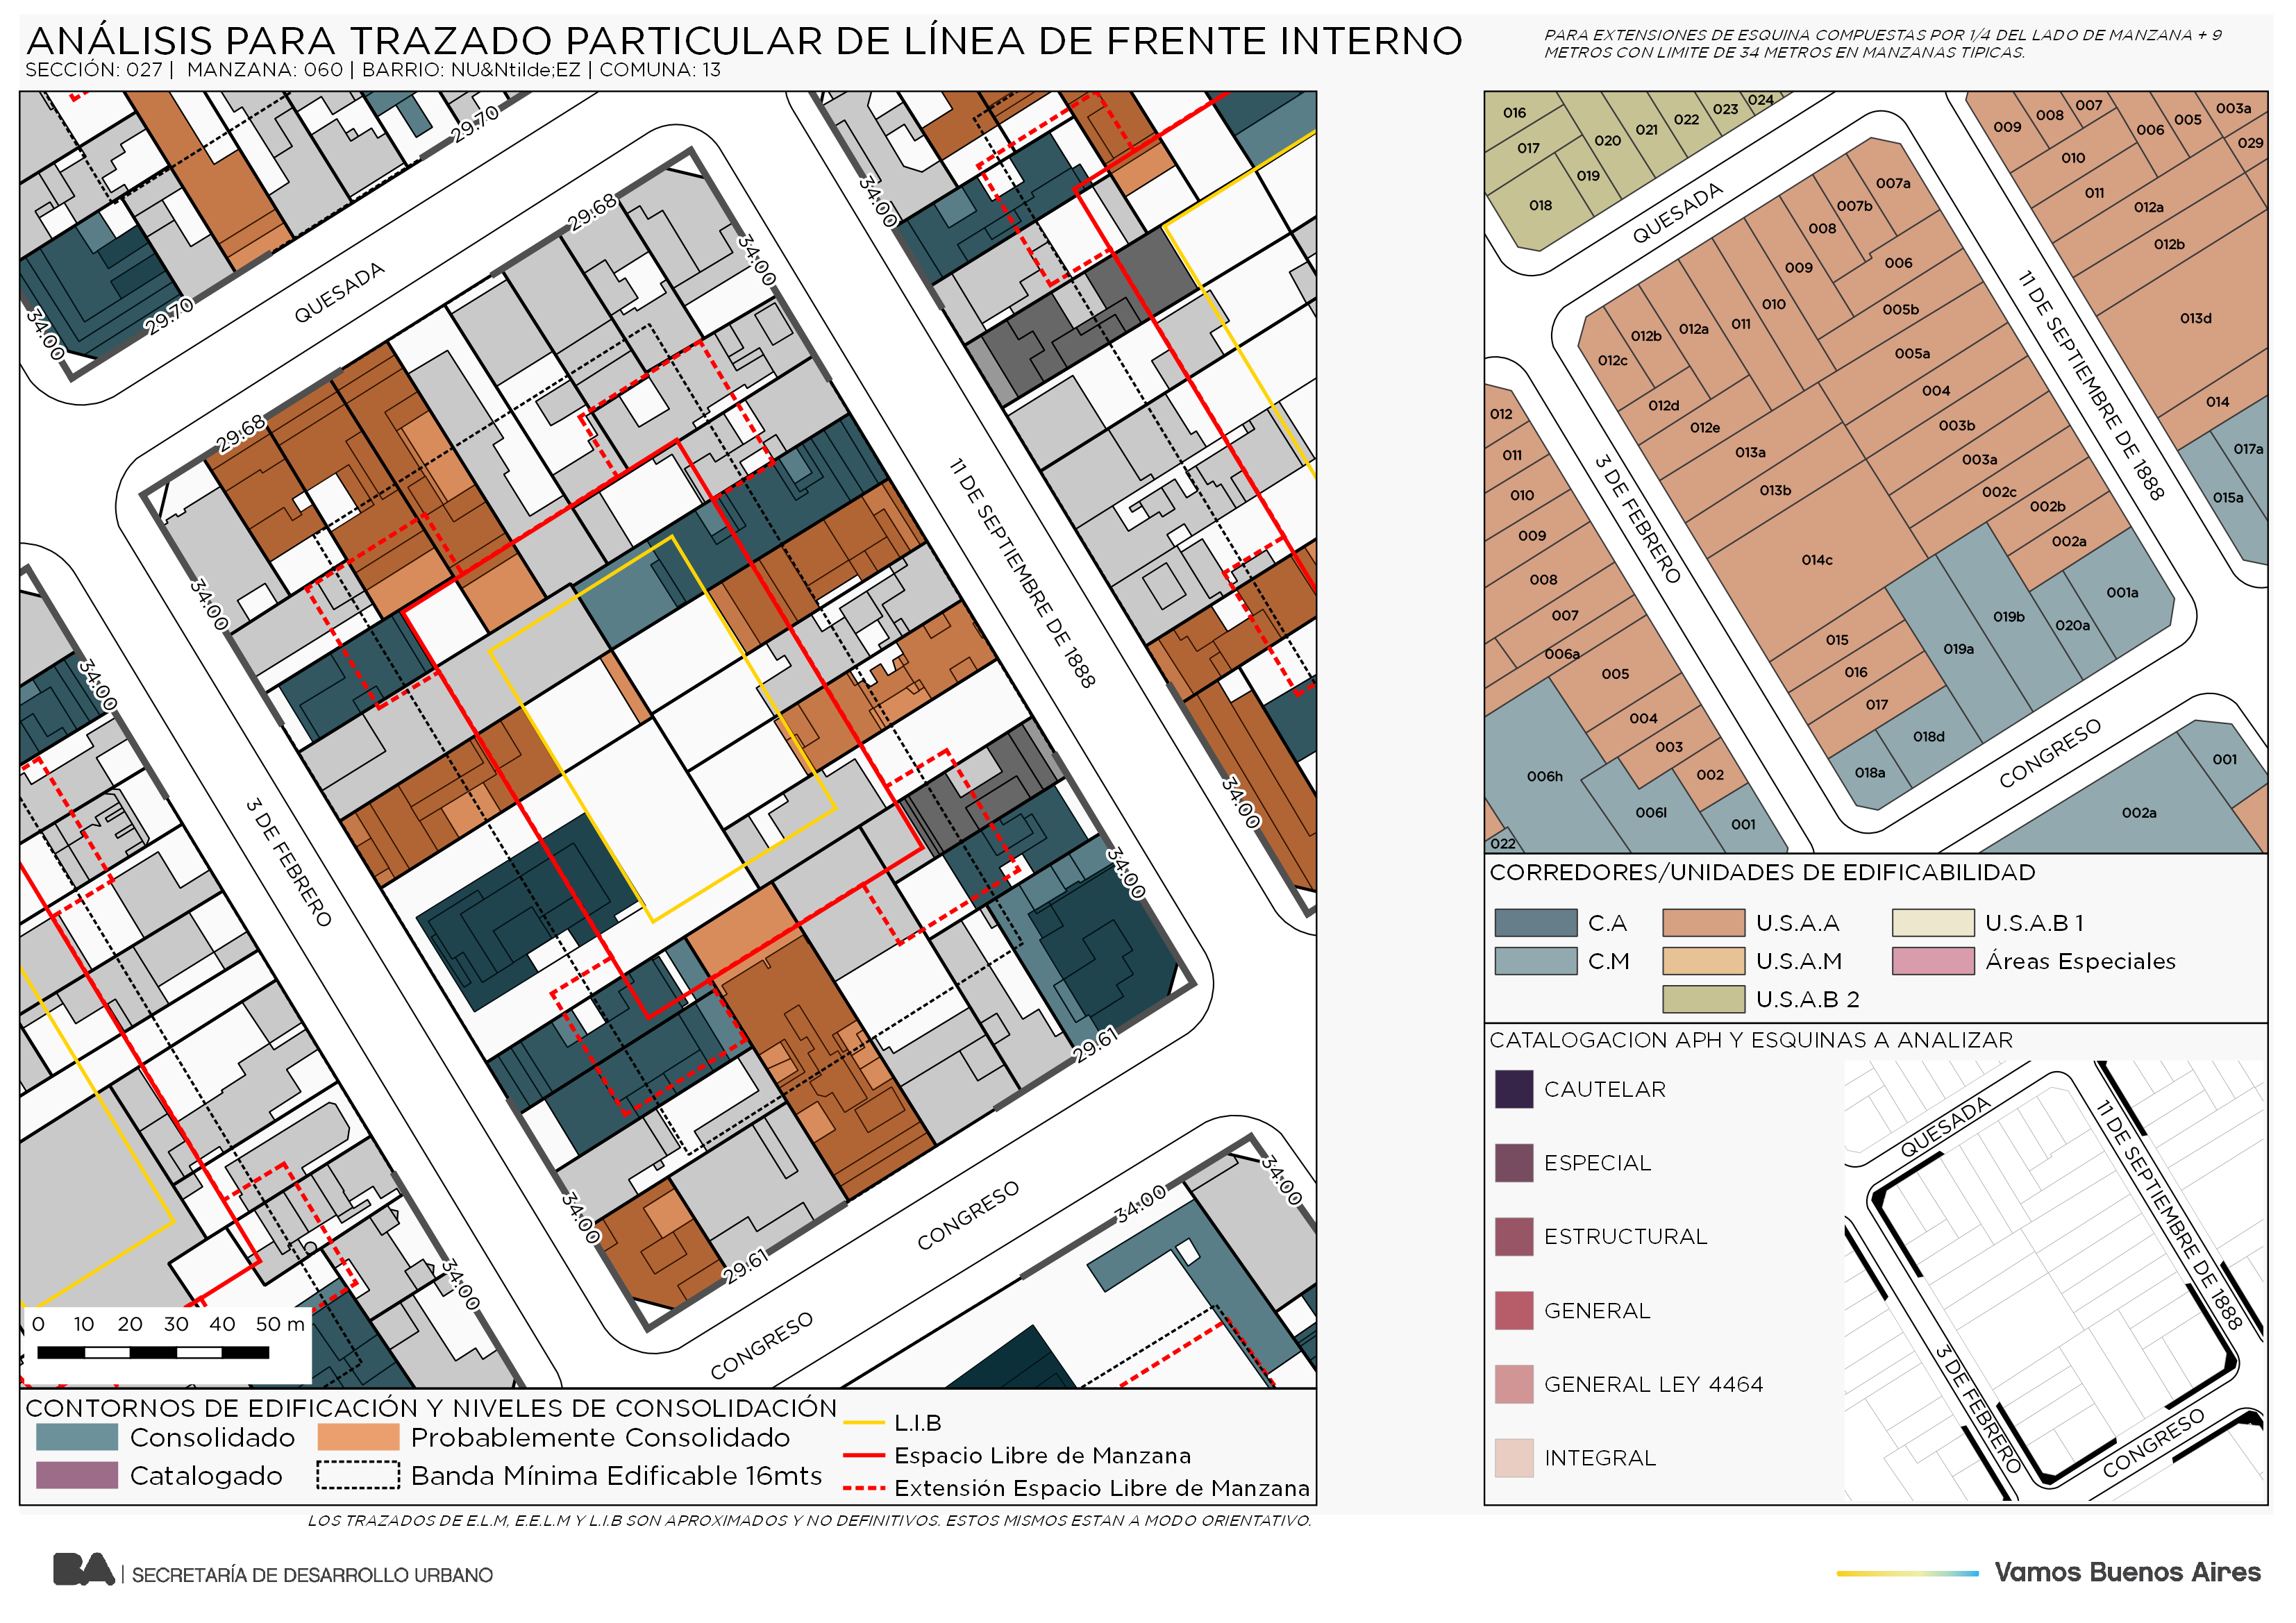 ANÁLISIS PARA TRAZADO PARTICULAR DE LÍNEA DE FRENTE INTERNO
SECCIÓN: 027 | MANZANA: 060 | BARRIO: NU&Ntilde;EZ | COMUNA: 13
PARA EXTENSIONES DE ESQUINA COMPUESTAS POR 1/4 DEL LADO DE MANZANA + 9
METROS CON LIMITE DE 34 METROS EN MANZANAS TIPICAS.
29.70
29.70
34.00
QUESADA
29.68
29.68
34.00
34.00
34.00
34.00
3 DE FEBRERO
11 DE SEPTIEMBRE DE 1888
34.00
34.00
29.61
29.61
34.00
34.00
CONGRESO
CONGRESO
34.00
34.00
0 10 20 30 40 50 m
CONTORNOS DE EDIFICACIÓN Y NIVELES DE CONSOLIDACIÓN
Consolidado
Probablemente Consolidado
Catalogado
Banda Mínima Edificable 16mts
L.I.B
Espacio Libre de Manzana
Extensión Espacio Libre de Manzana
LOS TRAZADOS DE E.L.M, E.E.L.M Y L.I.B SON APROXIMADOS Y NO DEFINITIVOS. ESTOS MISMOS ESTAN A MODO ORIENTATIVO.
016
017
018
019
020
021
022
023
024
QUESADA
009
008
007
006
005
003a
029
010
011
012a
012b
013d
014
017a
015a
007a
007b
008
009
010
011
012a
012b
012c
012d
012e
013a
013b
014c
015
016
017
018a
018d
019a
019b
020a
001a
002a
002b
002c
003a
003b
004
005a
005b
006
11 DE SEPTIEMBRE DE 1888
3 DE FEBRERO
CONGRESO
012
011
010
009
008
007
006a
005
004
003
002
001
006h
006l
022
002a
001
CORREDORES/UNIDADES DE EDIFICABILIDAD
C.A
U.S.A.A
U.S.A.B 1
C.M
U.S.A.M
Áreas Especiales
U.S.A.B 2
CATALOGACION APH Y ESQUINAS A ANALIZAR
CAUTELAR
ESPECIAL
ESTRUCTURAL
GENERAL
GENERAL LEY 4464
INTEGRAL
QUESADA
11 DE SEPTIEMBRE DE 1888
3 DE FEBRERO
CONGRESO
BA | SECRETARÍA DE DESARROLLO URBANO
Vamos Buenos Aires